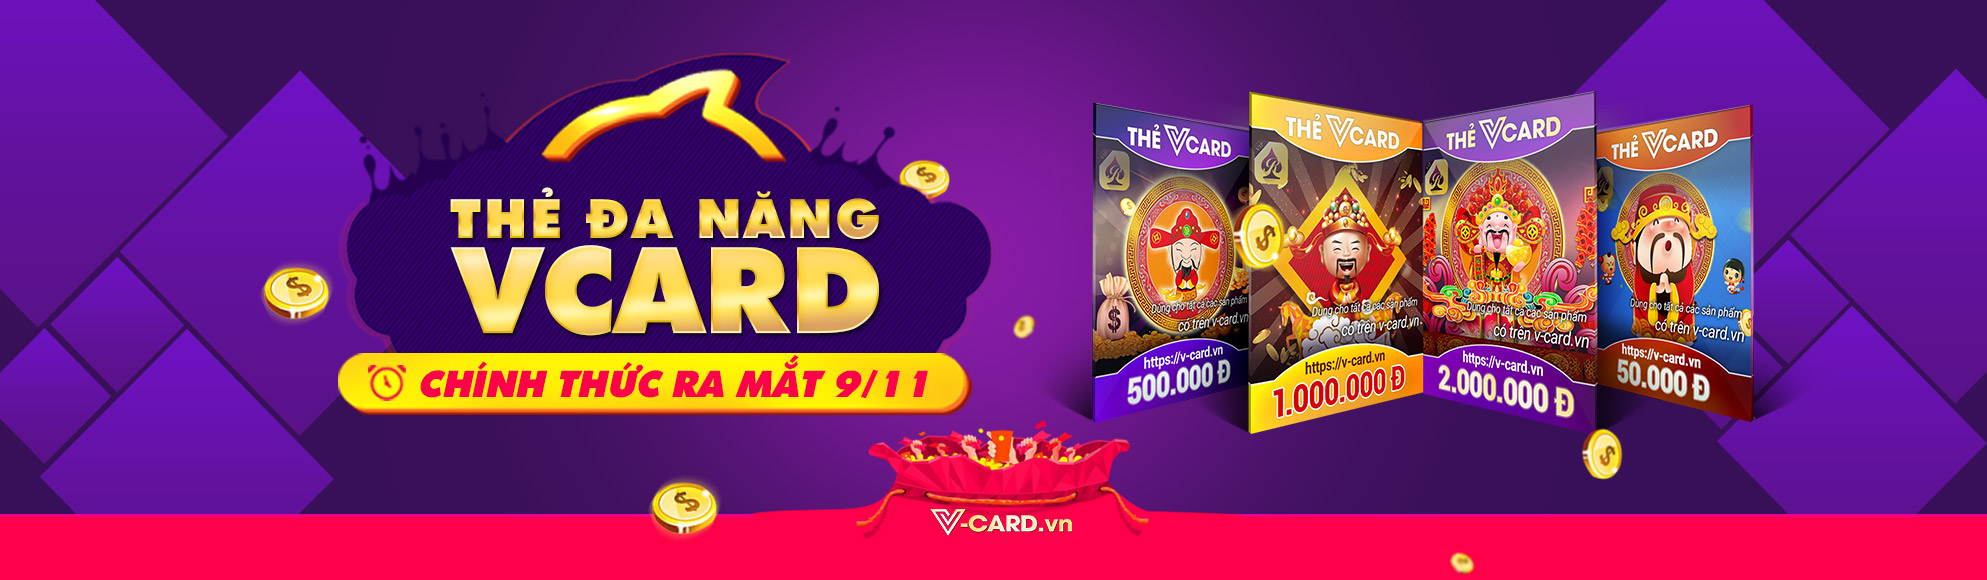 THẺ ĐA NĂNG
VCARD
CHÍNH THỨC RA MẮT 9/11
THẺ VCARD
Dùng cho tất cả các sản phẩm
có trên v-card.vn
https://v-card.vn
500.000 Đ
THẺ VCARD
Dùng cho tất cả các sản phẩm
có trên v-card.vn
https://v-card.vn
1.000.000 Đ
THẺ VCARD
Dùng cho tất cả các sản phẩm
có trên v-card.vn
https://v-card.vn
2.000.000 Đ
THẺ VCARD
Dùng cho tất cả các sản phẩm
có trên v-card.vn
https://v-card.vn
50.000 Đ
V-CARD.vn